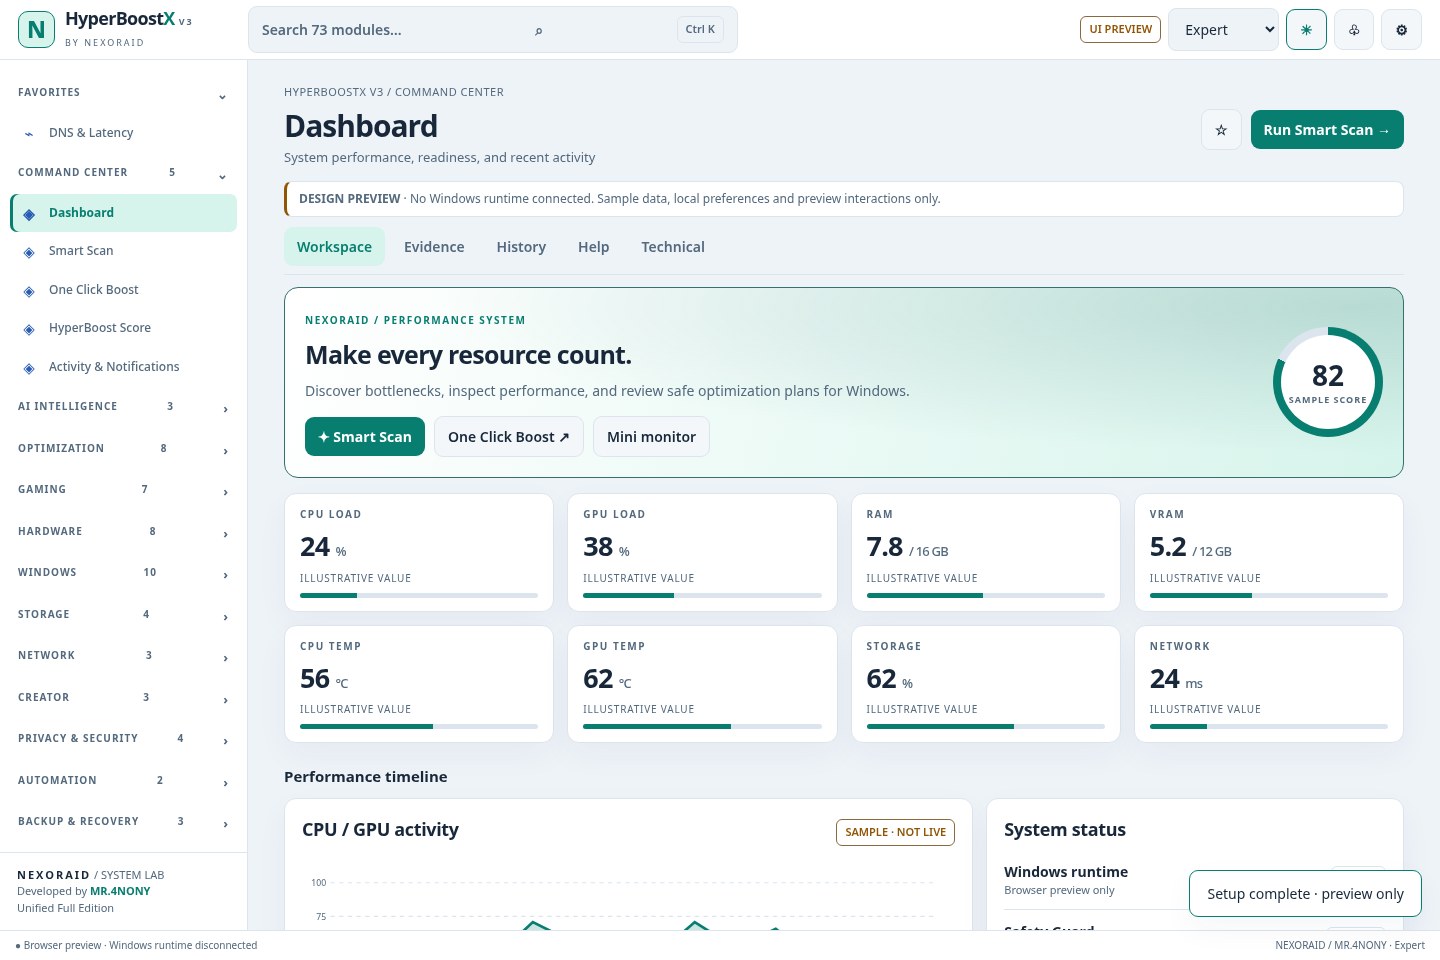 N
HyperBoostX V3
BY NEXORAID
Search 73 modules...
Ctrl K
UI PREVIEW
Expert
FAVORITES
DNS & Latency
COMMAND CENTER 5
Dashboard
Smart Scan
One Click Boost
HyperBoost Score
Activity & Notifications
AI INTELLIGENCE 3
OPTIMIZATION 8
GAMING 7
HARDWARE 8
WINDOWS 10
STORAGE 4
NETWORK 3
CREATOR 3
PRIVACY & SECURITY 4
AUTOMATION 2
BACKUP & RECOVERY 3
NEXORAID / SYSTEM LAB
Developed by MR.4NONY
Unified Full Edition
HYPERBOOSTX V3 / COMMAND CENTER
Dashboard
System performance, readiness, and recent activity
☆
Run Smart Scan →
DESIGN PREVIEW · No Windows runtime connected. Sample data, local preferences and preview interactions only.
Workspace Evidence History Help Technical
NEXORAID / PERFORMANCE SYSTEM
Make every resource count.
Discover bottlenecks, inspect performance, and review safe optimization plans for Windows.
✦ Smart Scan
One Click Boost ↗
Mini monitor
82
SAMPLE SCORE
CPU LOAD
24 %
ILLUSTRATIVE VALUE
GPU LOAD
38 %
ILLUSTRATIVE VALUE
RAM
7.8 / 16 GB
ILLUSTRATIVE VALUE
VRAM
5.2 / 12 GB
ILLUSTRATIVE VALUE
CPU TEMP
56 °C
ILLUSTRATIVE VALUE
GPU TEMP
62 °C
ILLUSTRATIVE VALUE
STORAGE
62 %
ILLUSTRATIVE VALUE
NETWORK
24 ms
ILLUSTRATIVE VALUE
Performance timeline
CPU / GPU activity
SAMPLE · NOT LIVE
100
75
System status
Windows runtime
Browser preview only
Safety Guard
Setup complete · preview only
● Browser preview · Windows runtime disconnected
NEXORAID / MR.4NONY · Expert